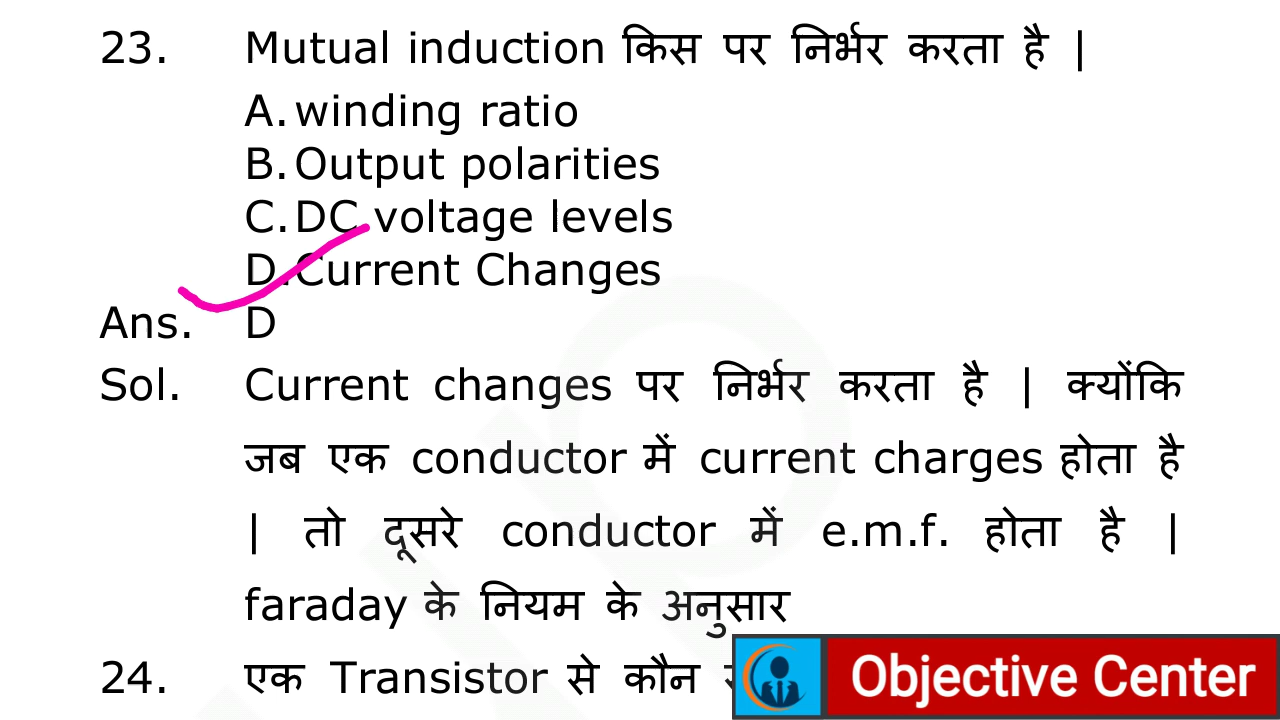 23. Mutual induction किस पर निर्भर करता है |
A. winding ratio
B. Output polarities
C. DC voltage levels
D. Current Changes
Ans. D
Sol. Current changes पर निर्भर करता है | क्योंकि
जब एक conductor में current charges होता है
| तो दूसरे conductor में e.m.f. होता है |
faraday के नियम के अनुसार
24. एक Transistor से कौन
Objective Center